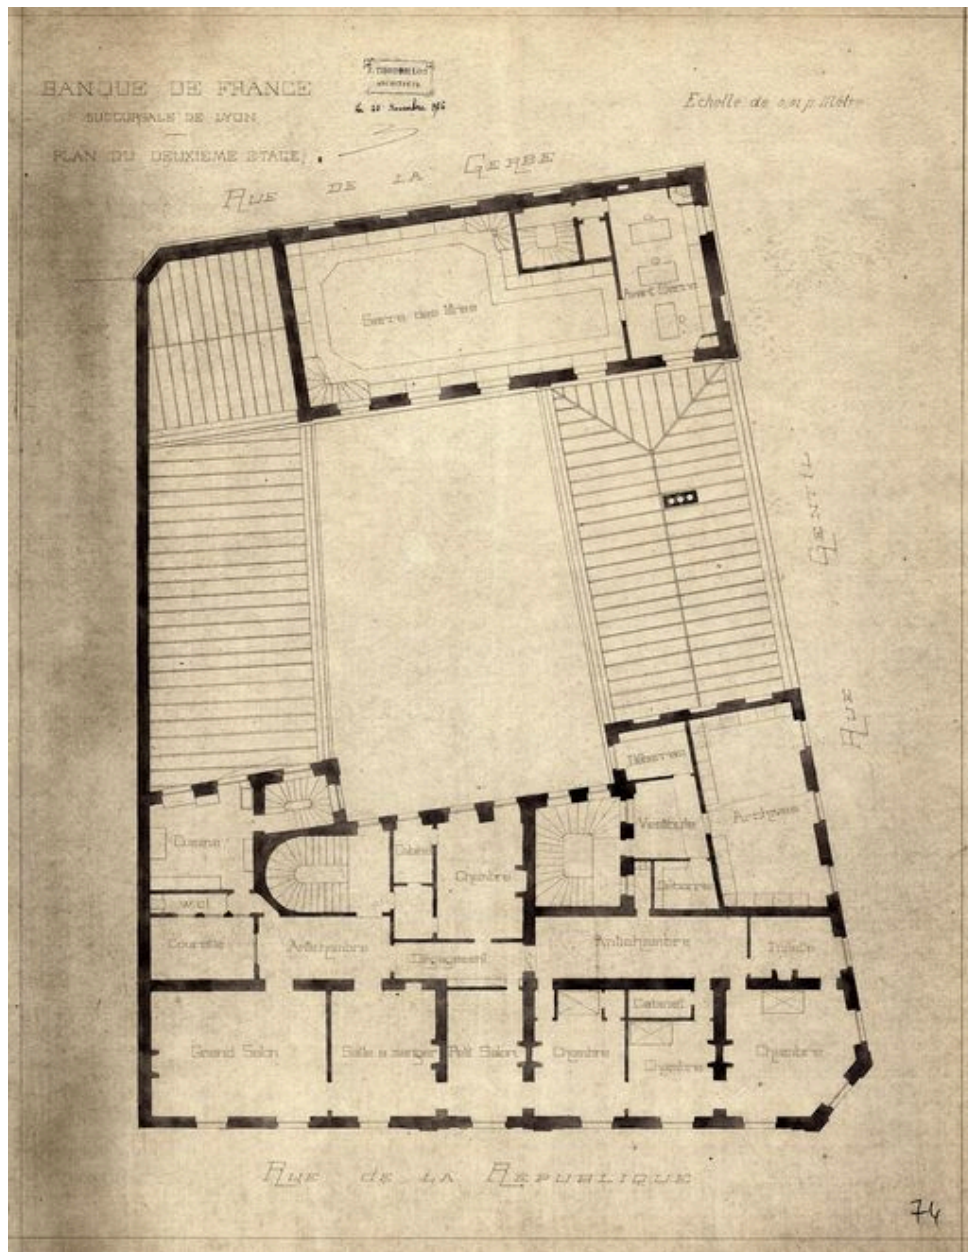 BANQUE DE FRANCE
SUCCURSALE DE LYON
PLAN DU DEUXIEME ETAGE
ARCHITECTE
Echelle de 0,01 p. Mètre
RUE DE LA GERBE
Serre des titres
Avant Serre
RUE GENTIL
Débarras
Vestibule
Archives
Cuisine
Cabinet
Chambre
W.C.
Débarras
Courette
Antichambre
Dégagement
Antichambre
Toilette
Grand Salon
Salle a manger
Petit Salon
Chambre
Cabinet
Chambre
Chambre
RUE DE LA REPUBLIQUE
74